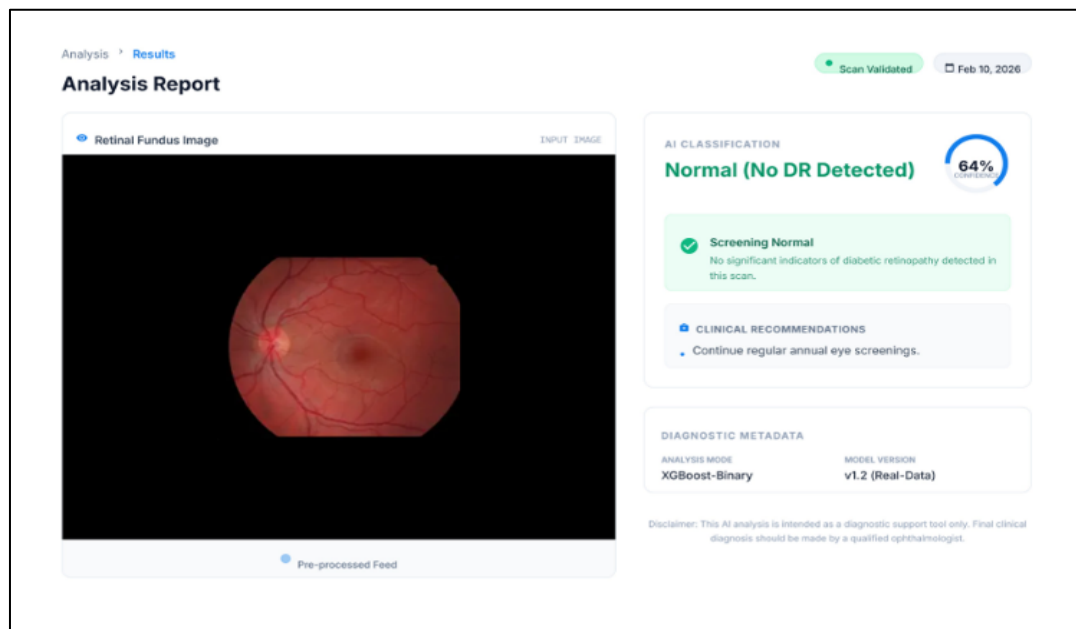 Analysis > Results
Scan Validated
Feb 10, 2026
Analysis Report
Retinal Fundus Image
INPUT IMAGE
Pre-processed Feed
AI CLASSIFICATION
Normal (No DR Detected)
64%
CONFIDENCE
Screening Normal
No significant indicators of diabetic retinopathy detected in
this scan.
CLINICAL RECOMMENDATIONS
• Continue regular annual eye screenings.
DIAGNOSTIC METADATA
ANALYSIS MODE
XGBoost-Binary
MODEL VERSION
v1.2 (Real-Data)
Disclaimer: This AI analysis is intended as a diagnostic support tool only. Final clinical
diagnosis should be made by a qualified ophthalmologist.